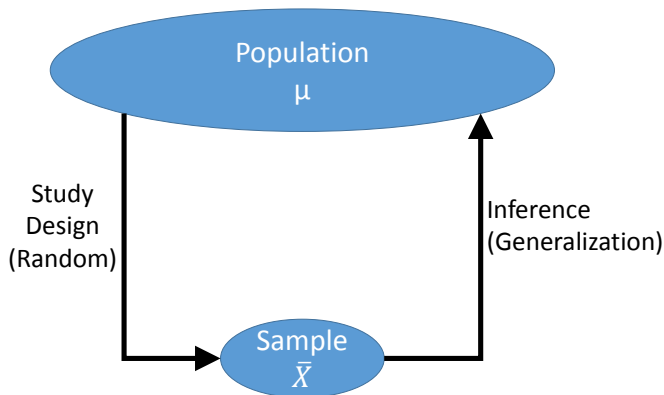 Population
μ
Study
Design
(Random)
Inference
(Generalization)
Sample
X̄